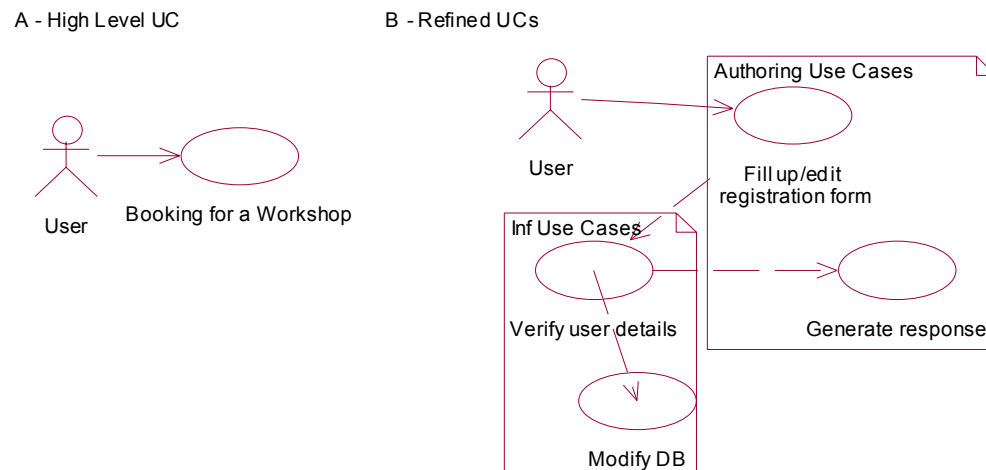 A - High Level UC
B - Refined UCs
Authoring Use Cases
User
User
Booking for a Workshop
Fill up/edit
registration form
Inf Use Cases
Verify user details
Generate response
Modify DB